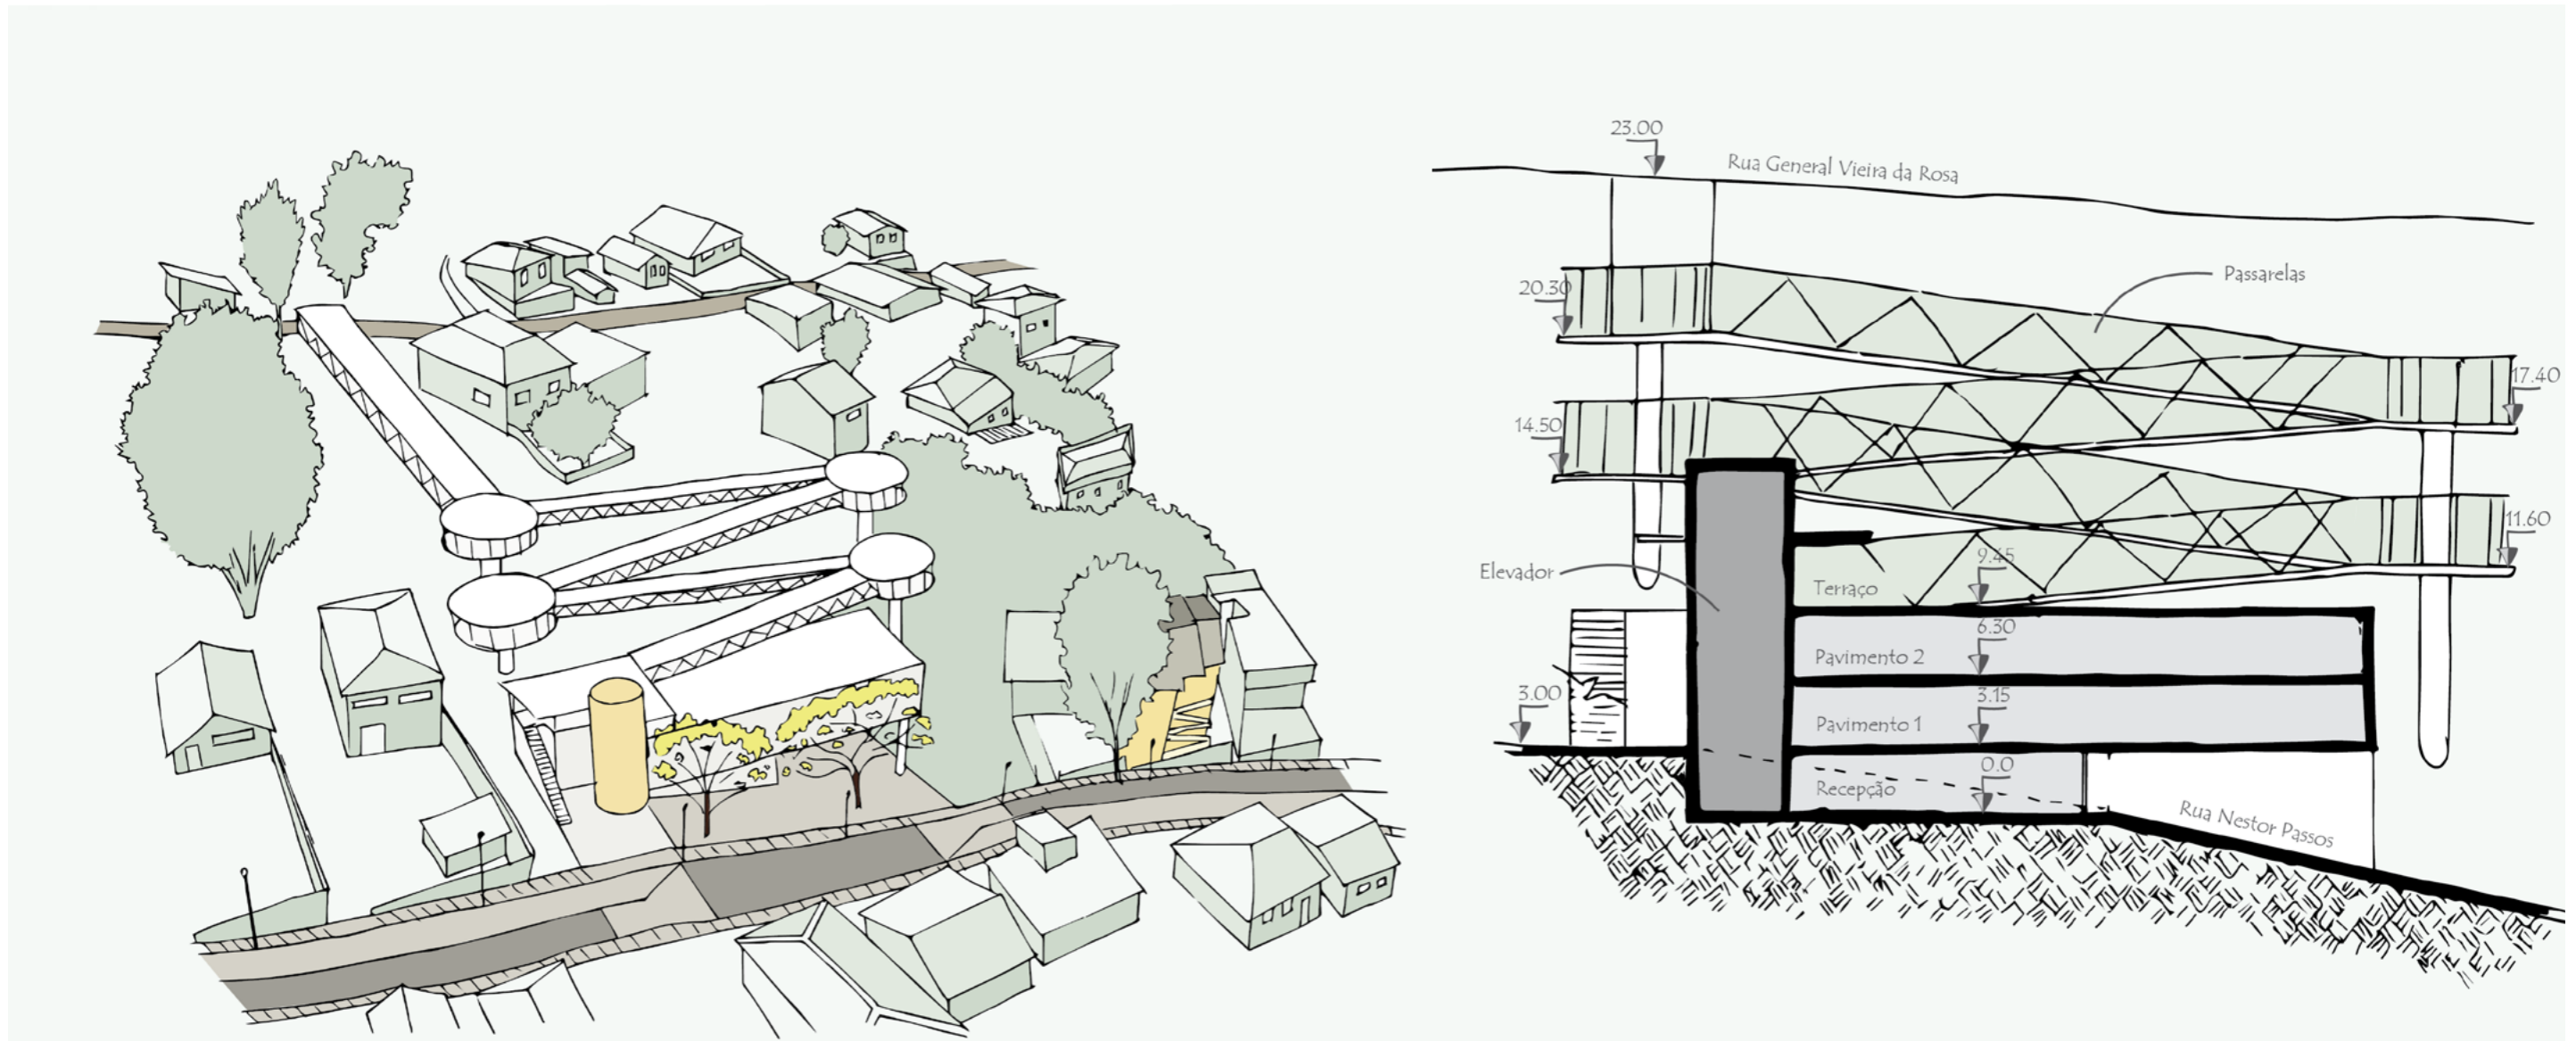 23.00
Rua General Vieira da Rosa
Passarelas
20.30
17.40
14.50
11.60
Elevador
9.45
Terraço
6.30
Pavimento 2
3.00
3.15
Pavimento 1
0.0
Recepção
Rua Nestor Passos